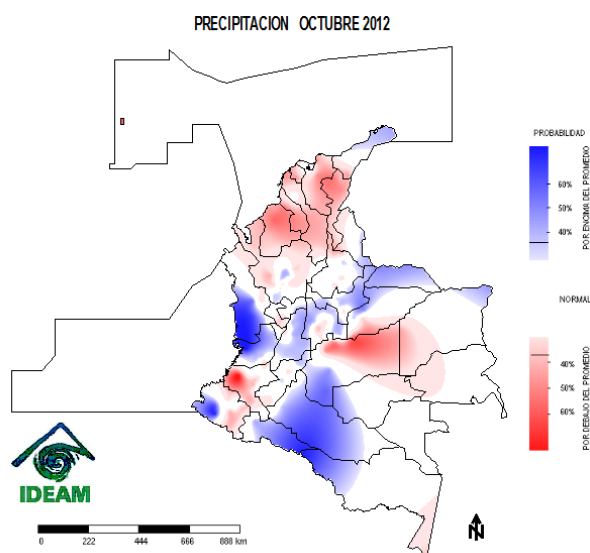 PRECIPITACION OCTUBRE 2012
PROBABILIDAD
60%
50%
40%
POR ENCIMA DEL PROMEDIO
NORMAL
40%
50%
60%
POR DEBAJO DEL PROMEDIO
IDEAM
0 222 444 666 888 km
N